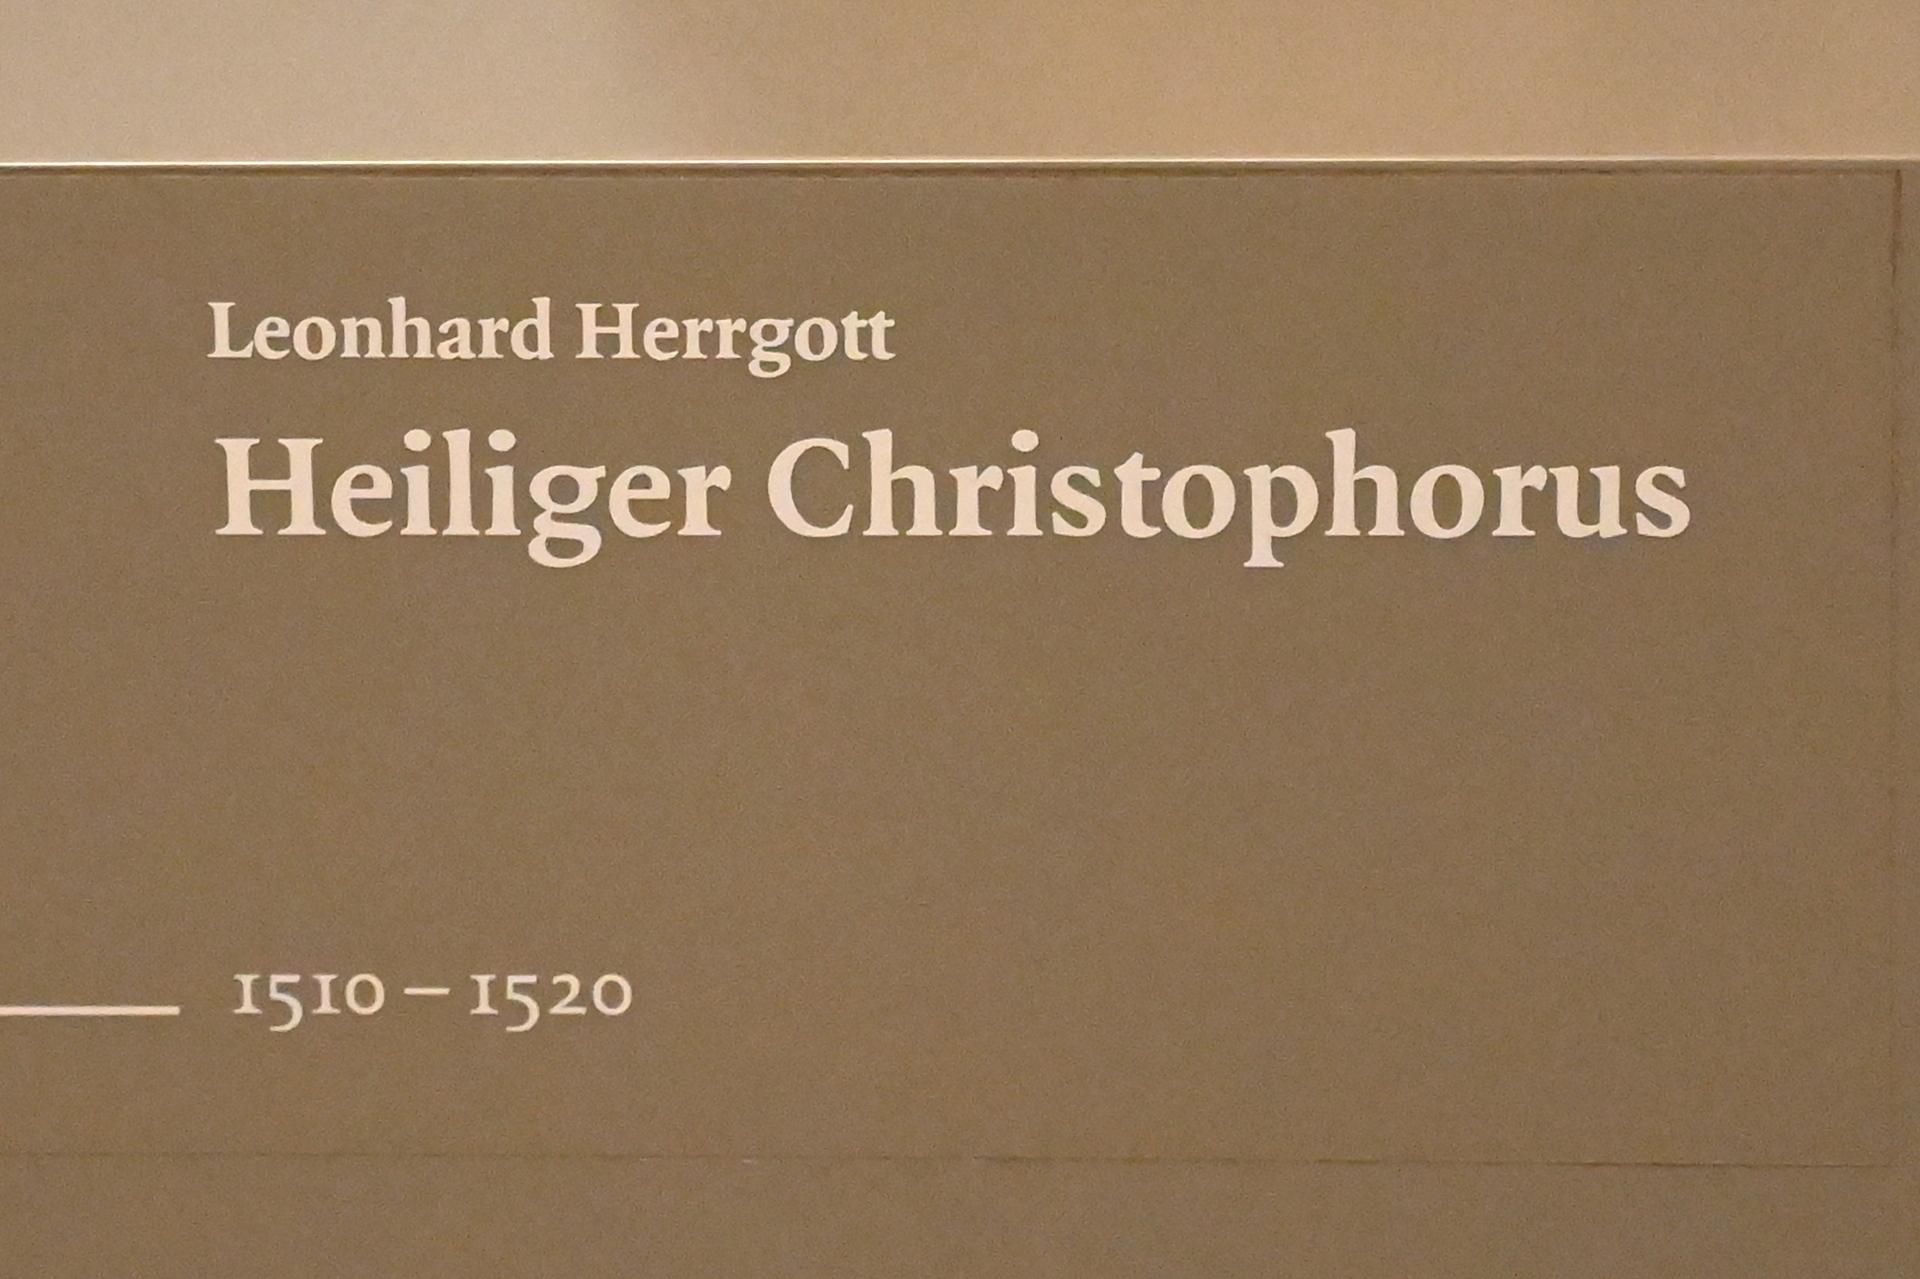 Leonhard Herrgott
Heiliger Christophorus
1510 – 1520